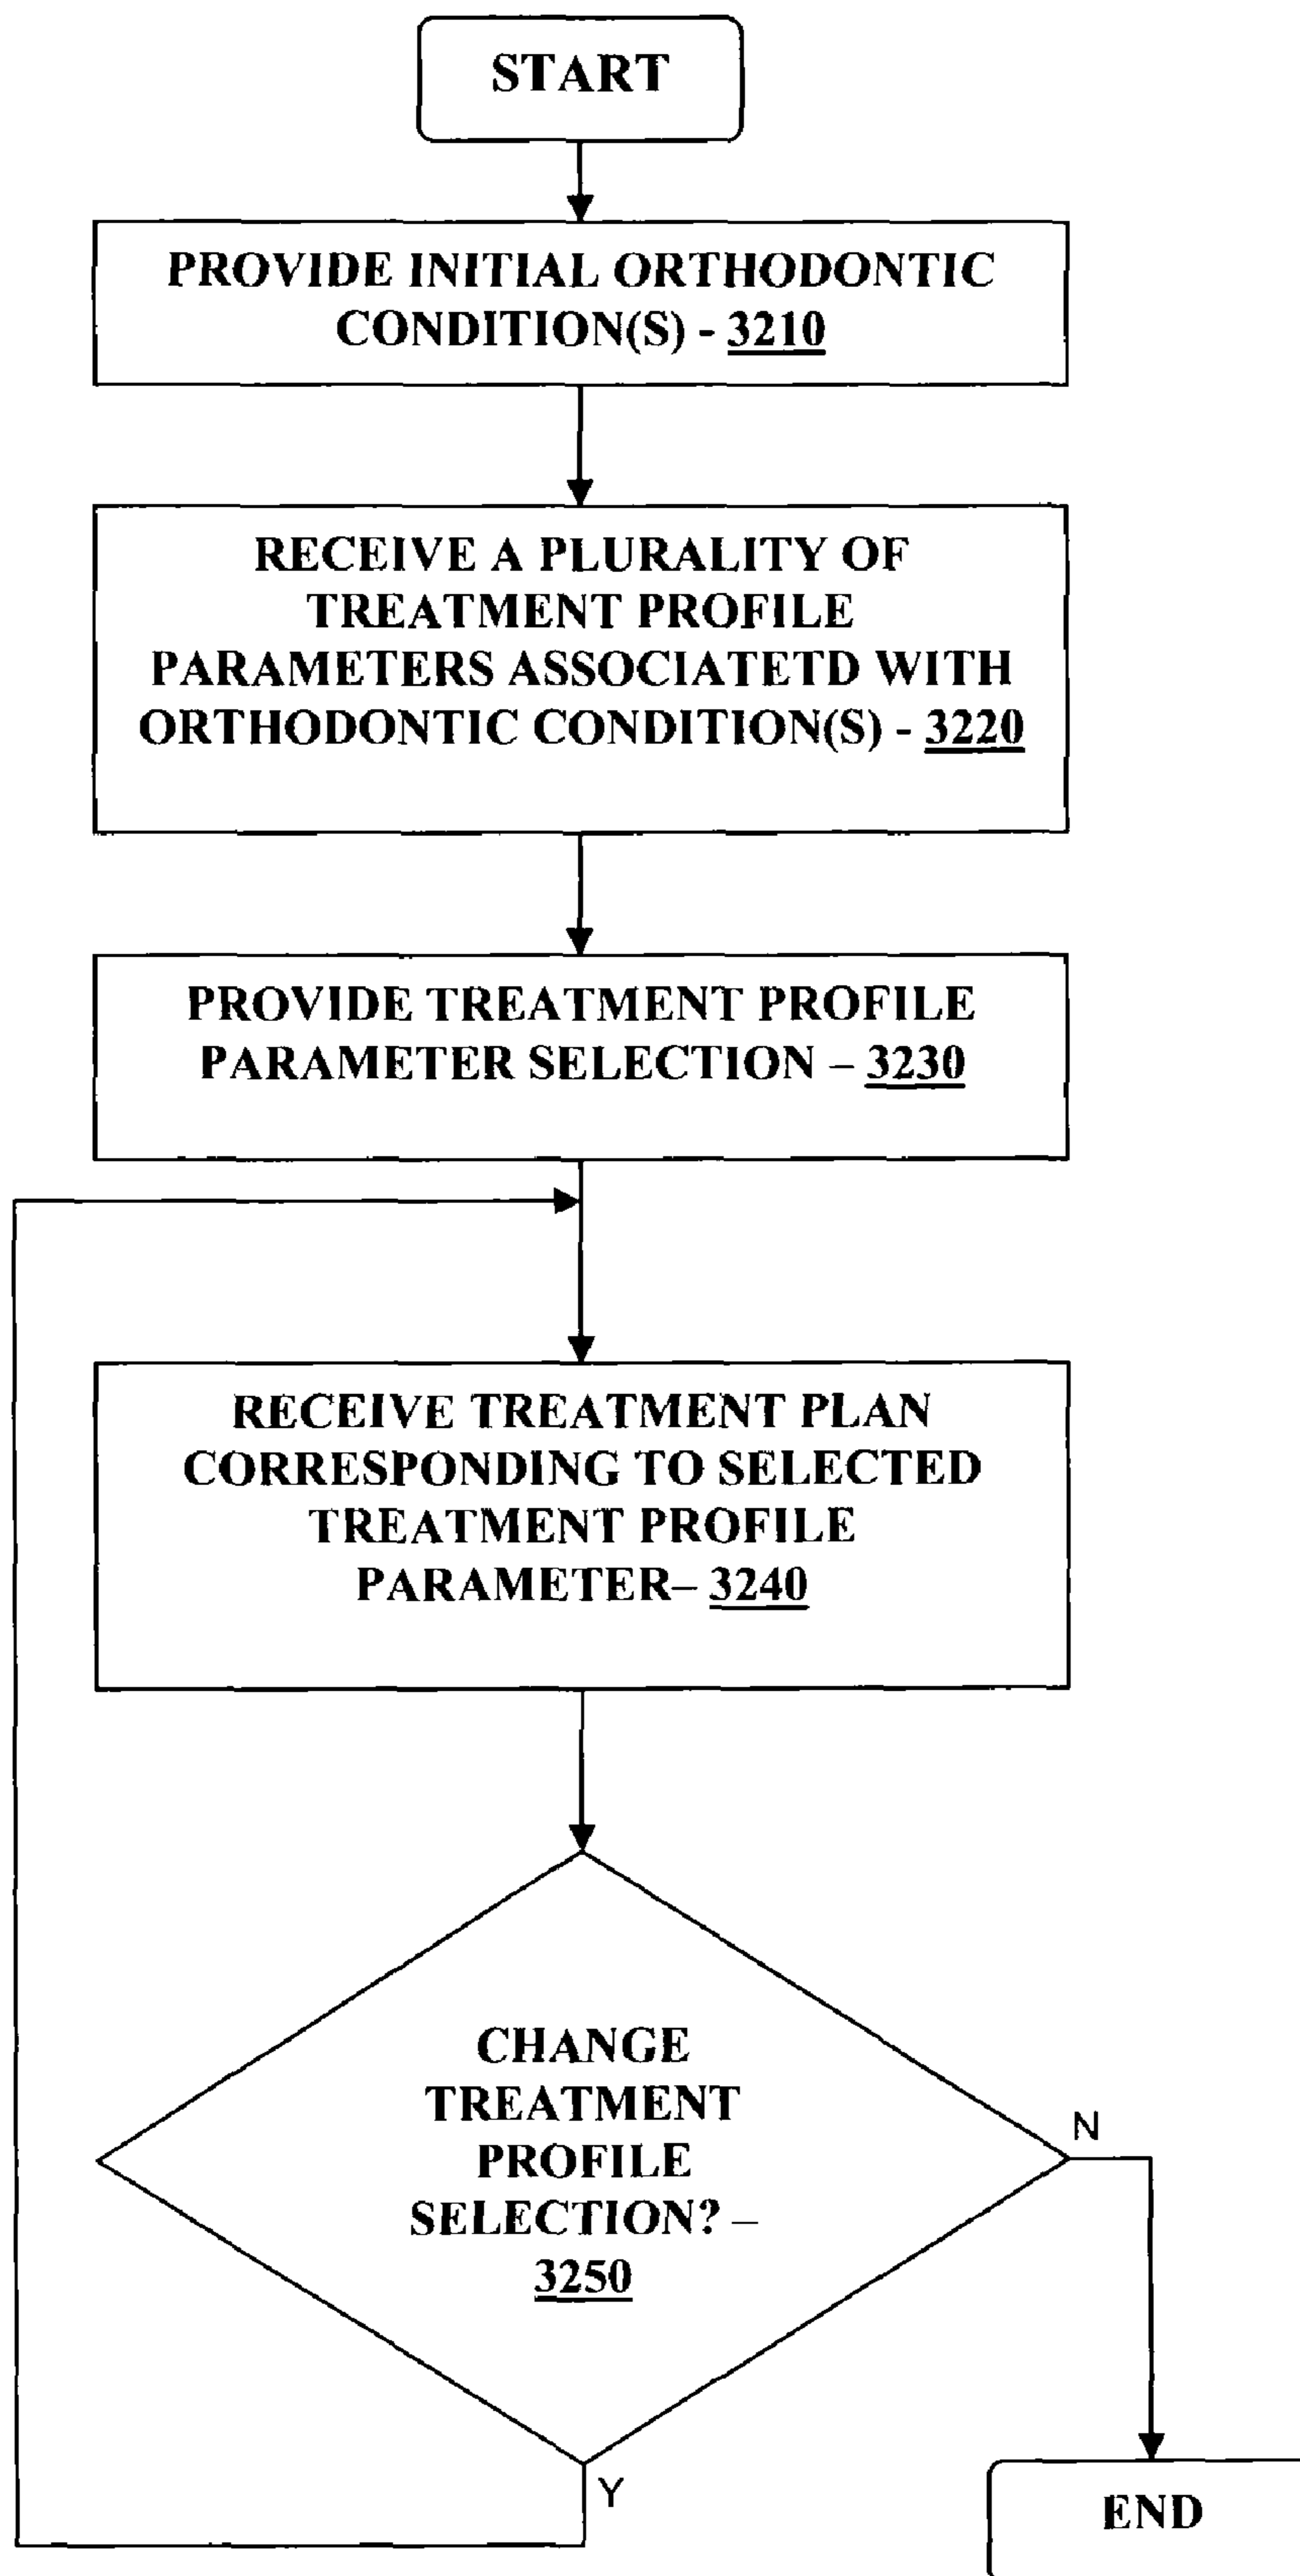 START
PROVIDE INITIAL ORTHODONTIC
CONDITION(S) - 3210
RECEIVE A PLURALITY OF
TREATMENT PROFILE
PARAMETERS ASSOCIATETD WITH
ORTHODONTIC CONDITION(S) - 3220
PROVIDE TREATMENT PROFILE
PARAMETER SELECTION – 3230
RECEIVE TREATMENT PLAN
CORRESPONDING TO SELECTED
TREATMENT PROFILE
PARAMETER– 3240
CHANGE
TREATMENT
PROFILE
SELECTION? –
3250
N
Y
END